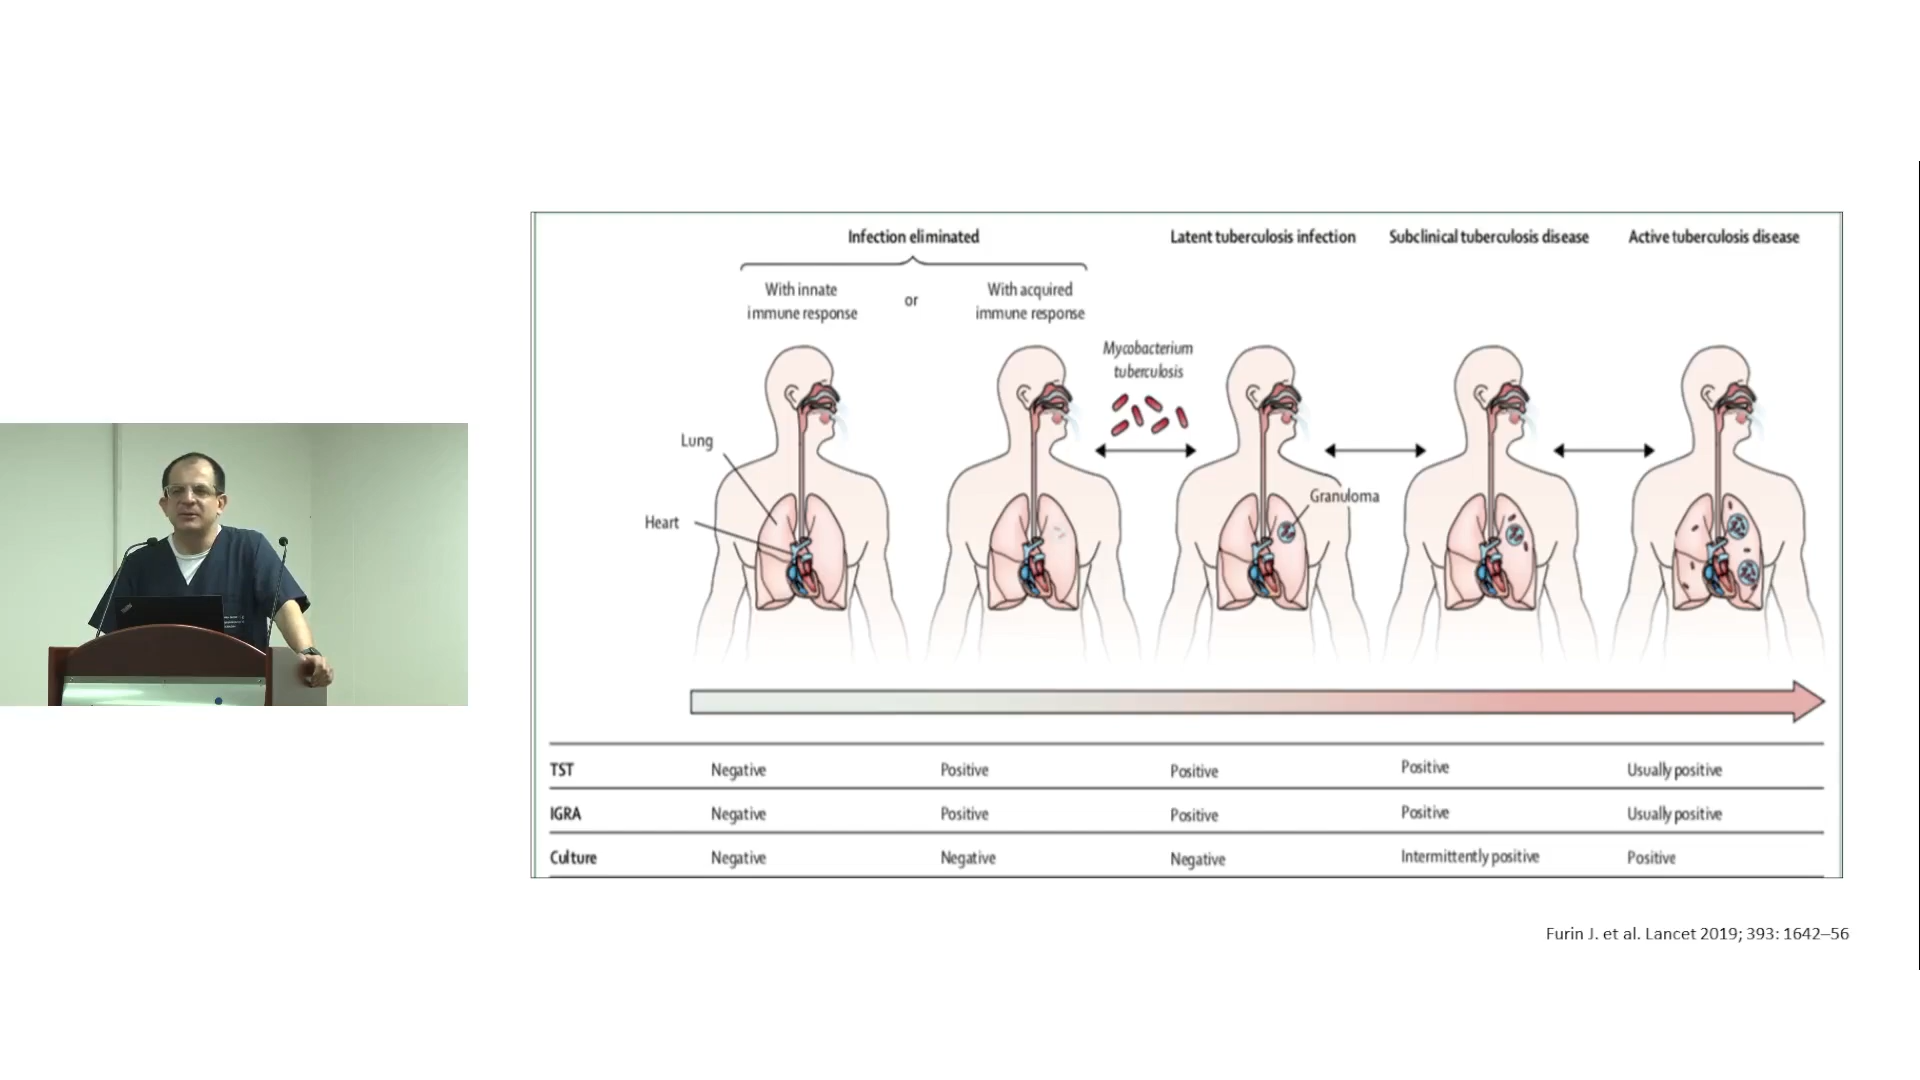 Infection eliminated
Latent tuberculosis infection
Subclinical tuberculosis disease
Active tuberculosis disease
With innate
immune response
or
With acquired
immune response
Mycobacterium
tuberculosis
Lung
Heart
Granuloma
TST Negative Positive Positive Positive Usually positive
IGRA Negative Positive Positive Positive Usually positive
Culture Negative Negative Negative Intermittently positive Positive
Furin J. et al. Lancet 2019; 393: 1642–56